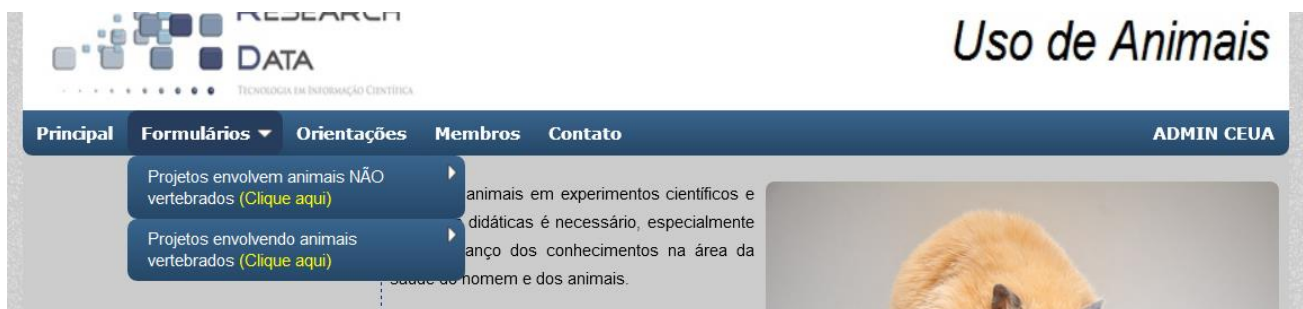 RESEARCH
DATA
TECNOLOGIA EM INFORMAÇÃO CIENTÍFICA
Uso de Animais
Principal Formulários Orientações Membros Contato ADMIN CEUA
Projetos envolvem animais NÃO
vertebrados (Clique aqui)
Projetos envolvendo animais
vertebrados (Clique aqui)
animais em experimentos científicos e
didáticas é necessário, especialmente
anço dos conhecimentos na área da
saúde do homem e dos animais.